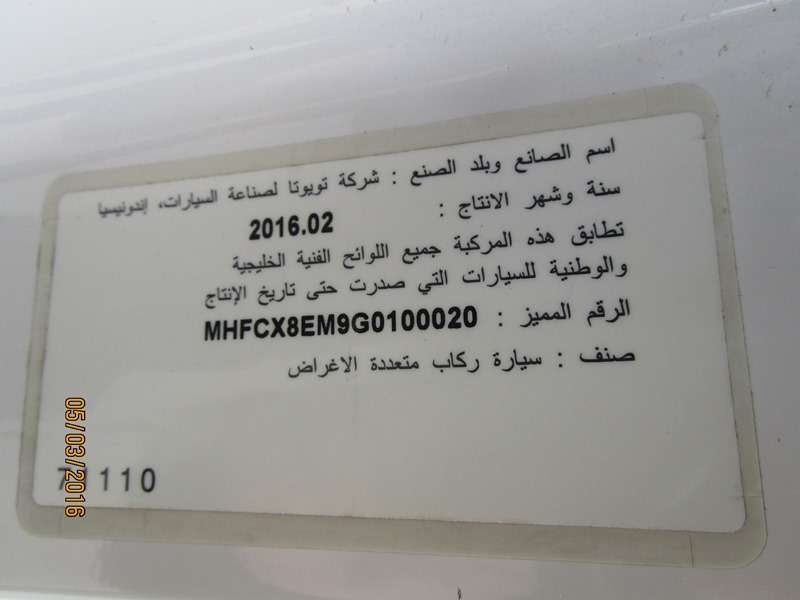 اسم الصانع وبلد الصنع : شركة تويوتا لصناعة السيارات، إندونيسيا
سنة وشهر الانتاج : 2016.02
تطابق هذه المركبة جميع اللوائح الفنية الخليجية
والوطنية للسيارات التي صدرت حتى تاريخ الإنتاج
الرقم المميز : MHFCX8EM9G0100020
صنف : سيارة ركاب متعددة الاغراض
71110
05/03/2016